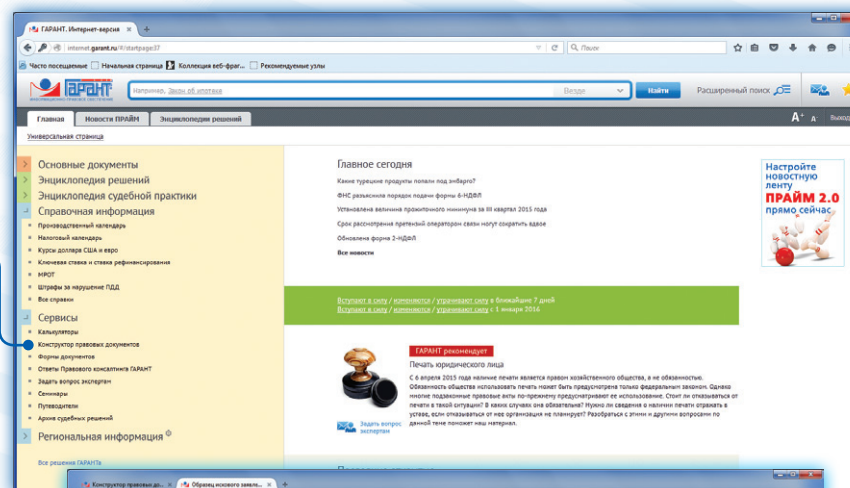 ГАРАНТ. Интернет-версия
internet.garant.ru/#/startpage:37
Поиск
Часто посещаемые Начальная страница Коллекция веб-фраг... Рекомендуемые узлы
ГАРАНТ
Например, Закон об ипотеке
Везде
Найти
Расширенный поиск
Главная Новости ПРАЙМ Энциклопедия решений
A+ A- Выход
Универсальная страница
Основные документы
Энциклопедия решений
Энциклопедия судебной практики
Справочная информация
Производственный календарь
Налоговый календарь
Курсы доллара США и евро
Ключевая ставка и ставка рефинансирования
МРОТ
Штрафы за нарушение ПДД
Все справки
Сервисы
Калькуляторы
Конструктор правовых документов
Формы документов
Ответы Правового консалтинга ГАРАНТ
Задать вопрос экспертам
Семинары
Путеводители
Архив судебных решений
Региональная информация
Все решения ГАРАНТа
Главное сегодня
Какие турецкие продукты попали под эмбарго?
ФНС разъяснила порядок подачи формы 6-НДФЛ
Установлена величина прожиточного минимума за III квартал 2015 года
Срок рассмотрения претензий оператором связи могут сократить вдвое
Обновлена форма 2-НДФЛ
Все новости
Настройте
новостную
ленту
ПРАЙМ 2.0
прямо сейчас
Вступают в силу / изменяются / утрачивают силу в ближайшие 7 дней
Вступают в силу / изменяются / утрачивают силу с 1 января 2016
ГАРАНТ рекомендует
Печать юридического лица
С 6 апреля 2015 года наличие печати является правом хозяйственного общества, а не обязанностью.
Обязанность общества использовать печать может быть предусмотрена только федеральным законом. Однако
многие подзаконные правовые акты по-прежнему предусматривают ее использование. Стоит ли отказываться от
печати в такой ситуации? В каких случаях она обязательна? Нужно ли сведения о наличии печати отражать в
уставе, если отказываться от нее организация не планирует? Разобраться с этими и другими вопросами по
данной теме поможет наш материал.
Задать вопрос
экспертам
Конструктор правовых до... Образец искового заявле...